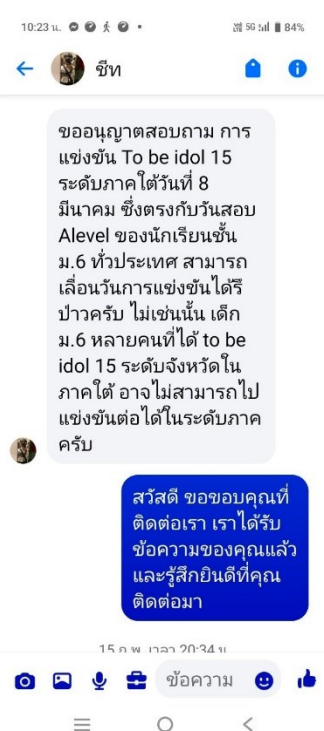 10:23 น.
5G 84%
ชีท
ขออนุญาตสอบถาม การ
แข่งขัน To be idol 15
ระดับภาคใต้วันที่ 8
มีนาคม ซึ่งตรงกับวันสอบ
Alevel ของนักเรียนชั้น
ม.6 ทั่วประเทศ สามารถ
เลื่อนวันการแข่งขันได้รึ
ป่าวครับ ไม่เช่นนั้น เด็ก
ม.6 หลายคนที่ได้ to be
idol 15 ระดับจังหวัดใน
ภาคใต้ อาจไม่สามารถไป
แข่งขันต่อได้ในระดับภาค
ครับ
สวัสดี ขอขอบคุณที่
ติดต่อเรา เราได้รับ
ข้อความของคุณแล้ว
และรู้สึกยินดีที่คุณ
ติดต่อมา
15 ก.พ. เวลา 20:34 น.
ข้อความ